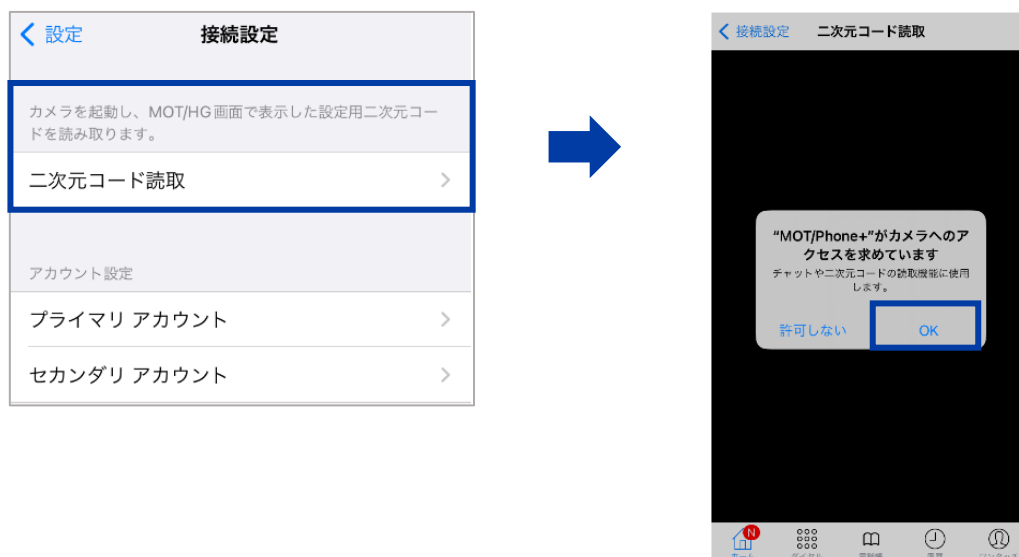 設定
接続設定
カメラを起動し、MOT/HG画面で表示した設定用二次元コー
ドを読み取ります。
二次元コード読取
アカウント設定
プライマリ アカウント
セカンダリ アカウント
接続設定
二次元コード読取
“MOT/Phone+”がカメラへのア
クセスを求めています
チャットや二次元コードの読取機能に使用
します。
許可しない
OK
N